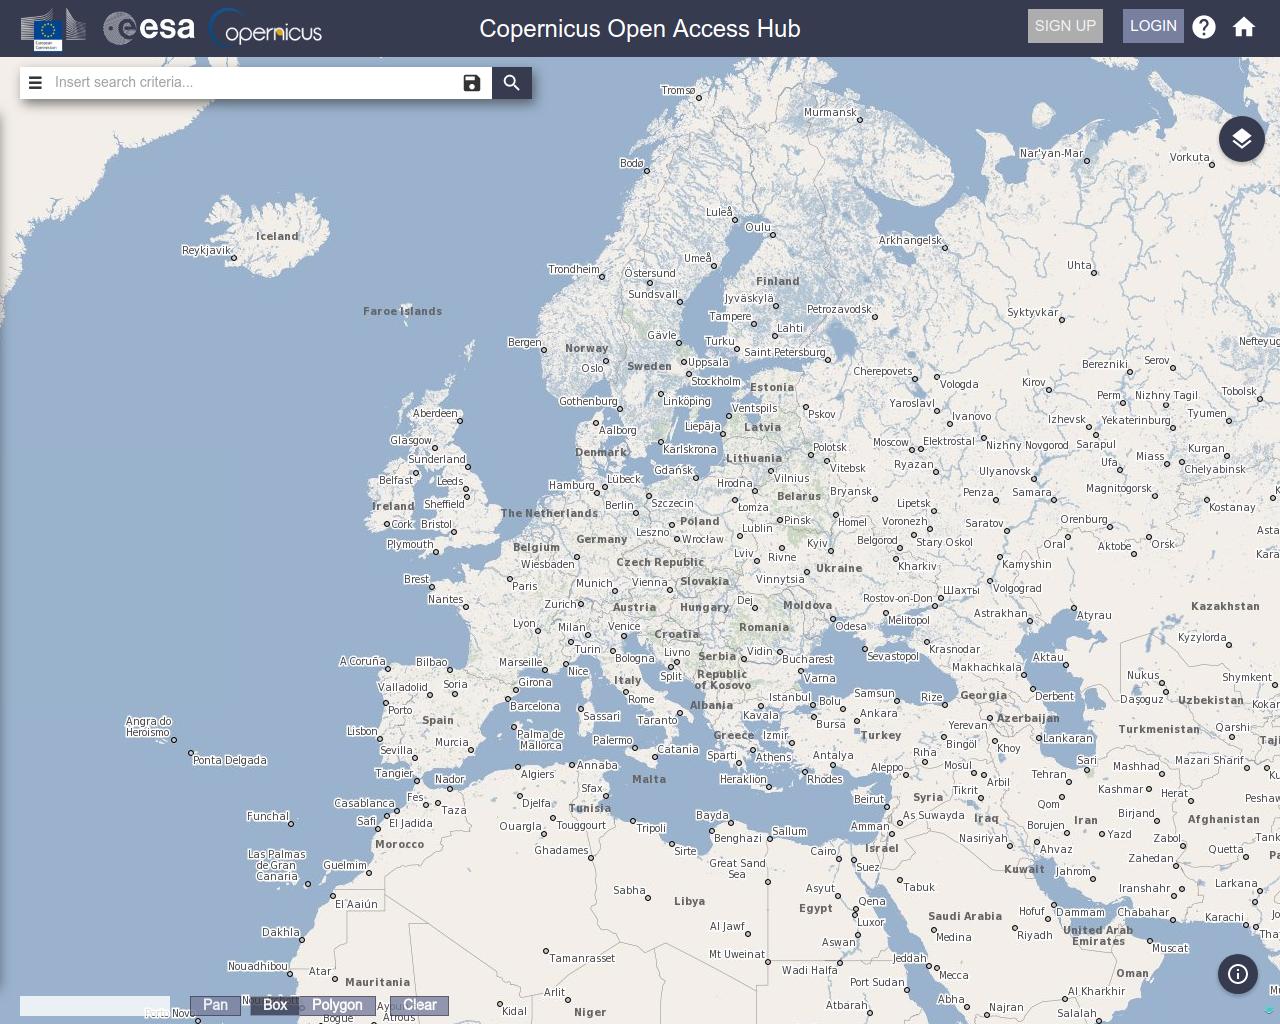 European Commission
esa
opernicus
Copernicus Open Access Hub
SIGN UP
LOGIN
Insert search criteria...
Tromsø
Murmansk
Nar'yan-Mar
Vorkuta
Bodø
Luleå
Oulu
Arkhangelsk
Iceland
Reykjavik
Umeå
Trondheim
Östersund
Uhta
Finland
Sundsvall
Jyväskylä
Faroe Islands
Tampere
Petrozavodsk
Syktyvkar
Lahti
Gävle
Turku
Bergen
Norway
Saint Petersburg
Nefteyug
Oslo
Sweden
Uppsala
Berezniki
Serov
Stockholm
Cherepovets
Vologda
Estonia
Kirov
Perm
Nizhny Tagil
Tobolsk
Gothenburg
Linköping
Ventspils
Pskov
Yaroslavl
Aberdeen
Ivanovo
Izhevsk
Yekaterinburg
Tyumen
Aalborg
Liepāja
Latvia
Glasgow
Moscow
Elektrostal
Nizhny Novgorod
Sarapul
Denmark
Karlskrona
Polotsk
Kurgan
Sunderland
Lithuania
Vitebsk
Ryazan
Ufa
Miass
Chelyabinsk
Gdańsk
Ulyanovsk
Belfast
Leeds
Hamburg
Lübeck
Hrodna
Vilnius
Magnitogorsk
Sheffield
Belarus
Bryansk
Penza
Samara
Ireland
Berlin
Szczecin
Łomża
Lipetsk
Kostanay
The Netherlands
Cork
Bristol
Poland
Pinsk
Homel
Voronezh
Saratov
Orenburg
Leszno
Lublin
Asta
Plymouth
Germany
Wrocław
Kyiv
Belgorod
Stary Oskol
Oral
Aktobe
Orsk
Belgium
Lviv
Rivne
Kara
Wiesbaden
Czech Republic
Kharkiv
Kamyshin
Ukraine
Brest
Paris
Munich
Vienna
Slovakia
Vinnytsia
Volgograd
Nantes
Zurich
Austria
Hungary
Dej
Moldova
Rostov-on-Don
Шахты
Kazakhstan
Lyon
Milan
Venice
Croatia
Romania
Odesa
Melitopol
Astrakhan
Atyrau
Kyzylorda
Turin
Livno
Vidin
Krasnodar
A Coruña
Bilbao
Marseille
Bologna
Serbia
Bucharest
Sevastopol
Aktau
Nice
Split
Republic
of Kosovo
Makhachkala
Nukus
Shymkent
Valladolid
Soria
Girona
Italy
Varna
Porto
Barcelona
Rome
Albania
Istanbul
Bolu
Samsun
Rize
Georgia
Derbent
Daşoguz
Uzbekistan
Kokar
Angra do
Heroísmo
Spain
Sassari
Taranto
Kavala
Bursa
Ankara
Azerbaijan
Yerevan
Lisbon
Palma de
Mallorca
Greece
Izmir
Turkey
Lankaran
Turkmenistan
Qarshi
Sevilla
Murcia
Palermo
Catania
Sparti
Athens
Antalya
Rıha
Bingöl
Khoy
Taji
Ponta Delgada
Tangier
Nador
Algiers
Annaba
Malta
Heraklion
Rhodes
Aleppo
Mosul
Arbil
Tehran
Sari
Mashhad
Mazari Sharif
Casablanca
Fes
Taza
Djelfa
Sfax
Tunisia
Beirut
Syria
Tikrit
Qom
Kashmar
Herat
Peshaw
Funchal
Safi
El Jadida
Ouargla
Touggourt
Tripoli
Bayda
Benghazi
Sallum
Amman
As Suwayda
Iraq
Borujen
Iran
Birjand
Afghanistan
Morocco
Ghadames
Sirte
Cairo
Israel
Nasiriyah
Ahvaz
Yazd
Zabol
Tank
Las Palmas
de Gran
Canaria
Guelmim
Great Sand
Sea
Suez
Kuwait
Jahrom
Zahedan
Quetta
Pa
Sabha
Libya
Asyut
Tabuk
Iranshahr
Larkana
El Aaiún
Egypt
Qena
Luxor
Saudi Arabia
Hofuf
Dammam
Chabahar
Karachi
Dakhla
Al Jawf
Aswan
Medina
Riyadh
United Arab
Emirates
Tha
Nouadhibou
Atar
Tamanrasset
Mt Uweinat
Wadi Halfa
Jeddah
Mecca
Muscat
Oman
Mauritania
Port Sudan
Pan
Box
Polygon
Clear
Kidal
Arlit
Niger
Atbarah
Abha
Najran
Al Kharkhir
Salalah
Porto Novo
Bogue
Atrous